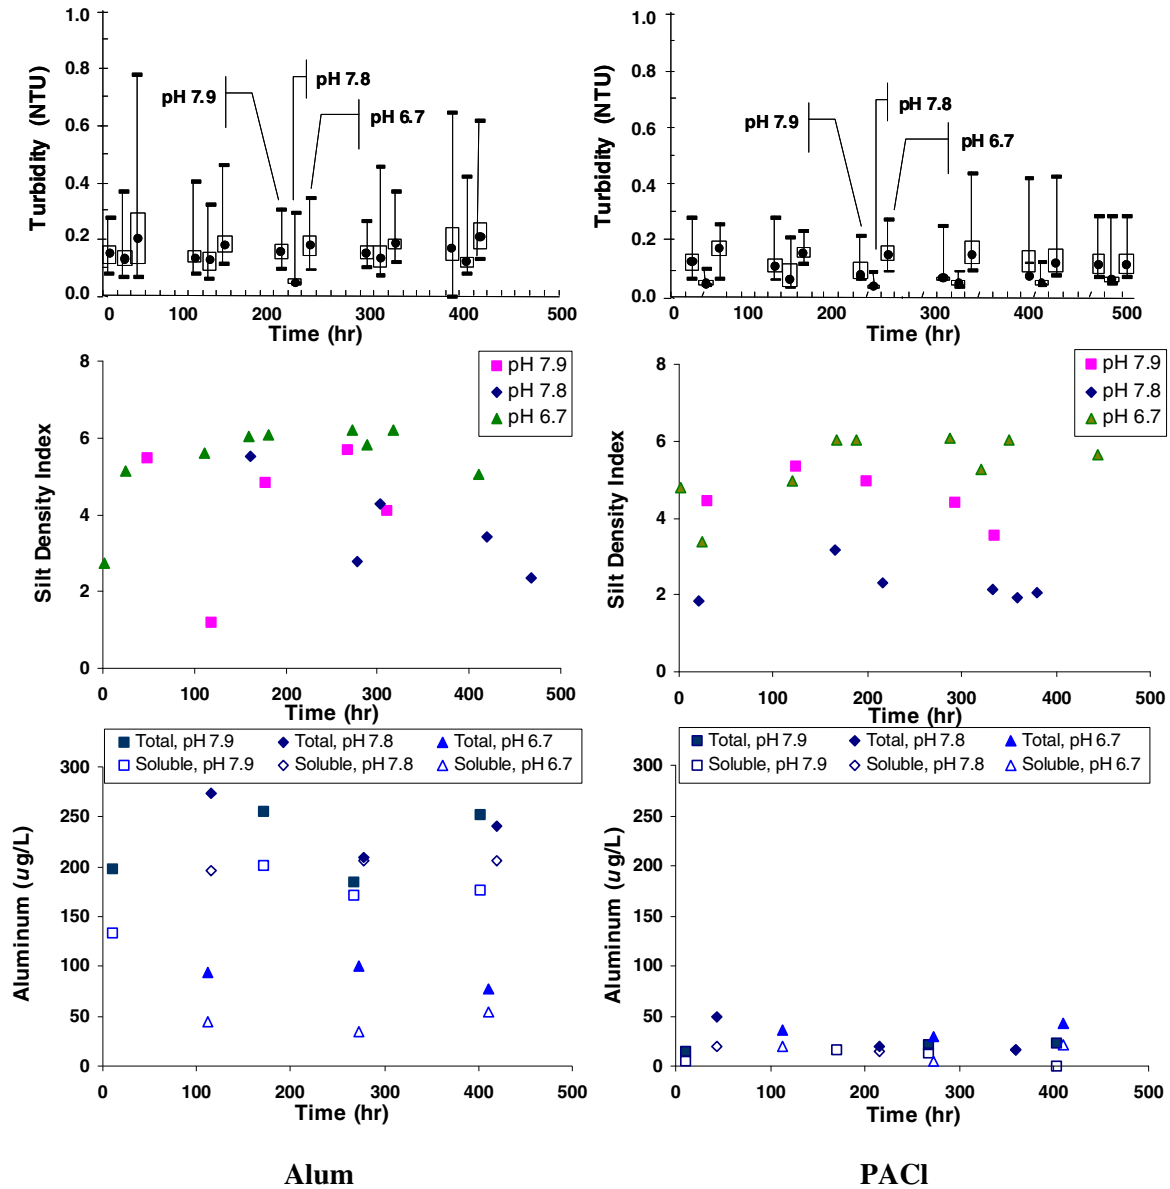 Turbidity (NTU)
1.0
0.8
0.6
0.4
0.2
0.0
pH 7.9
pH 7.8
pH 6.7
0 100 200 300 400 500
Time (hr)
Turbidity (NTU)
1.0
0.8
0.6
0.4
0.2
0.0
pH 7.9
pH 7.8
pH 6.7
0 100 200 300 400 500
Time (hr)
Silt Density Index
8
6
4
2
0
pH 7.9
pH 7.8
pH 6.7
0 100 200 300 400 500
Time (hr)
Silt Density Index
8
6
4
2
0
pH 7.9
pH 7.8
pH 6.7
0 100 200 300 400 500
Time (hr)
Total, pH 7.9 Total, pH 7.8 Total, pH 6.7
Soluble, pH 7.9 Soluble, pH 7.8 Soluble, pH 6.7
Aluminum (ug/L)
300
250
200
150
100
50
0
0 100 200 300 400 500
Time (hr)
Total, pH 7.9 Total, pH 7.8 Total, pH 6.7
Soluble, pH 7.9 Soluble, pH 7.8 Soluble, pH 6.7
Aluminum (ug/L)
300
250
200
150
100
50
0
0 100 200 300 400 500
Time (hr)
Alum
PACl